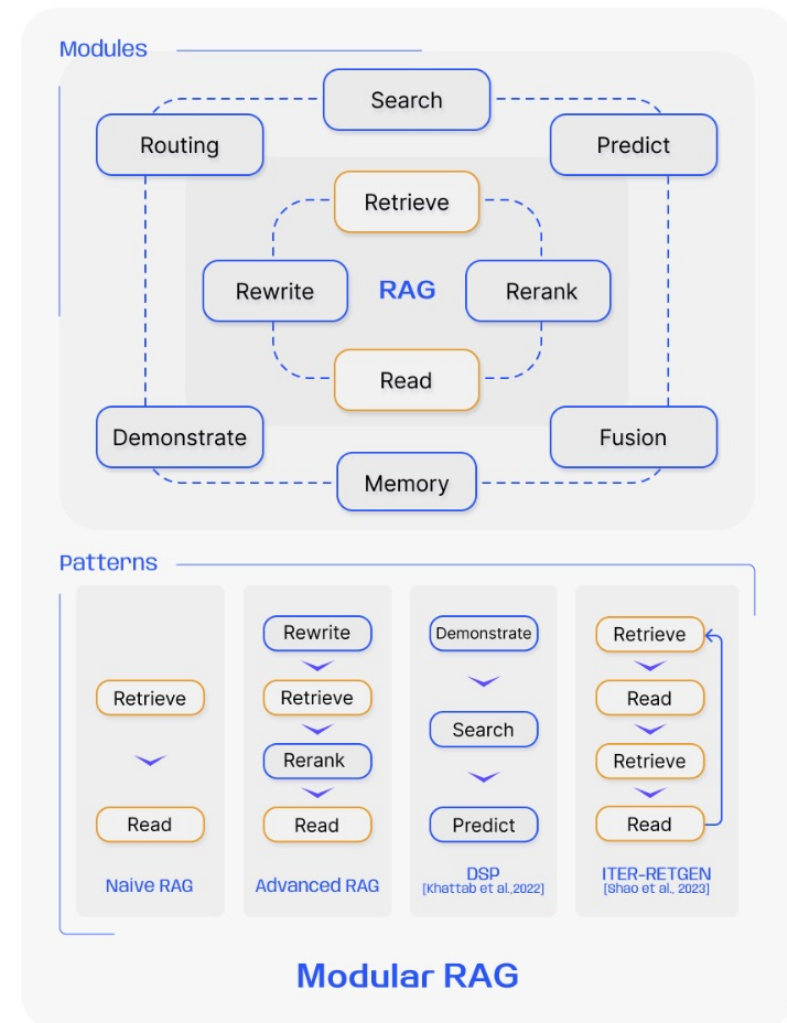 Modules
Search
Routing
Predict
Retrieve
Rewrite
RAG
Rerank
Read
Demonstrate
Fusion
Memory
Patterns
Retrieve
Read
Naive RAG
Rewrite
Retrieve
Rerank
Read
Advanced RAG
Demonstrate
Search
Predict
DSP
[Khattab et al.,2022]
Retrieve
Read
Retrieve
Read
ITER-RETGEN
[Shao et al., 2023]
Modular RAG